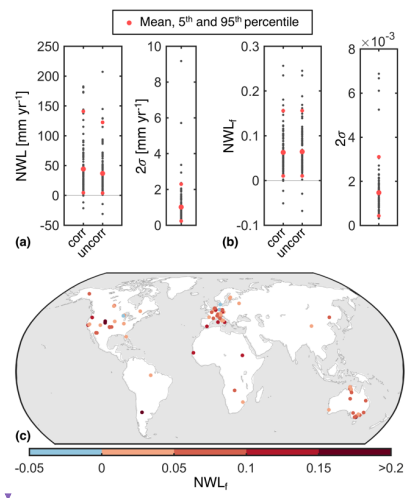 Mean, 5th and 95th percentile
250
200
150
100
50
0
-50
NWL [mm yr⁻¹]
corr
uncorr
(a)
10
8
6
4
2
0
2σ [mm yr⁻¹]
0.3
0.2
0.1
0
-0.1
NWLf
corr
uncorr
(b)
×10⁻³
8
6
4
2
0
2σ
(c)
-0.05
0
0.05
0.1
0.15
>0.2
NWLf